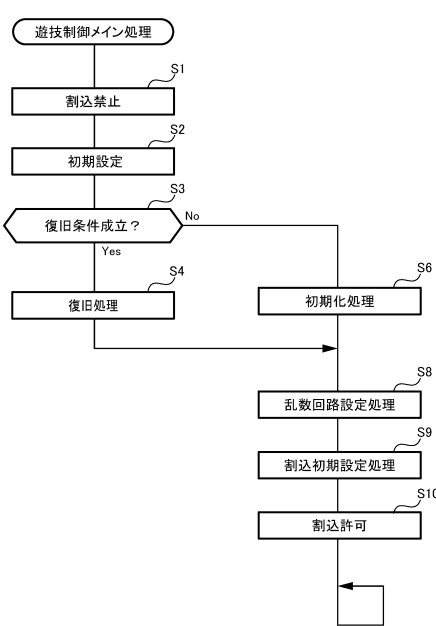 遊技制御メイン処理
S1
割込禁止
S2
初期設定
S3
復旧条件成立？
No
Yes
S4
復旧処理
S6
初期化処理
S8
乱数回路設定処理
S9
割込初期設定処理
S10
割込許可